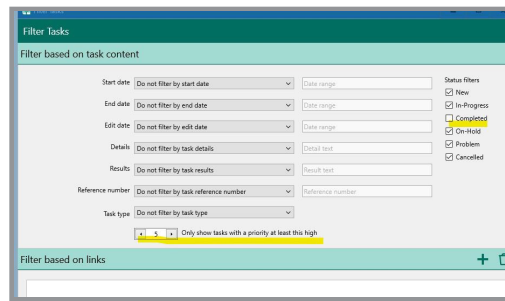 Filter Tasks
Filter Tasks
Filter based on task content
Start date Do not filter by start date Date range
End date Do not filter by end date Date range
Edit date Do not filter by edit date Date range
Details Do not filter by task details Detail text
Results Do not filter by task results Result text
Reference number Do not filter by task reference number Reference number
Task type Do not filter by task type
5 Only show tasks with a priority at least this high
Status filters
New
In-Progress
Completed
On-Hold
Problem
Cancelled
Filter based on links